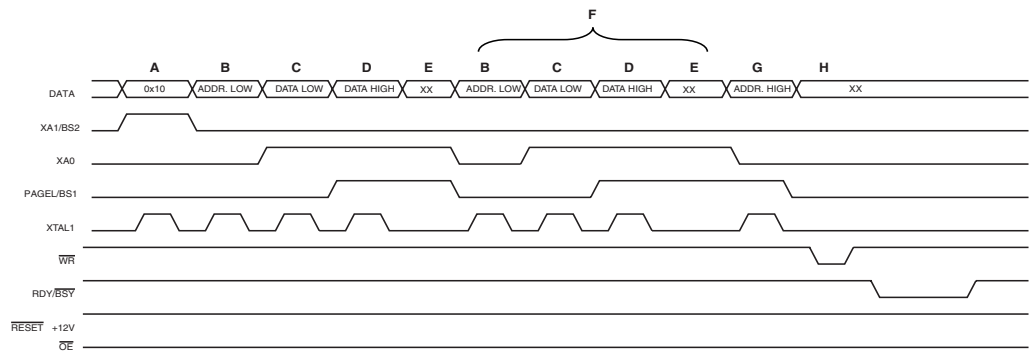 F
A B C D E B C D E G H
DATA 0x10 ADDR. LOW DATA LOW DATA HIGH XX ADDR. LOW DATA LOW DATA HIGH XX ADDR. HIGH XX
XA1/BS2
XA0
PAGEL/BS1
XTAL1
WR
RDY/BSY
RESET +12V
OE